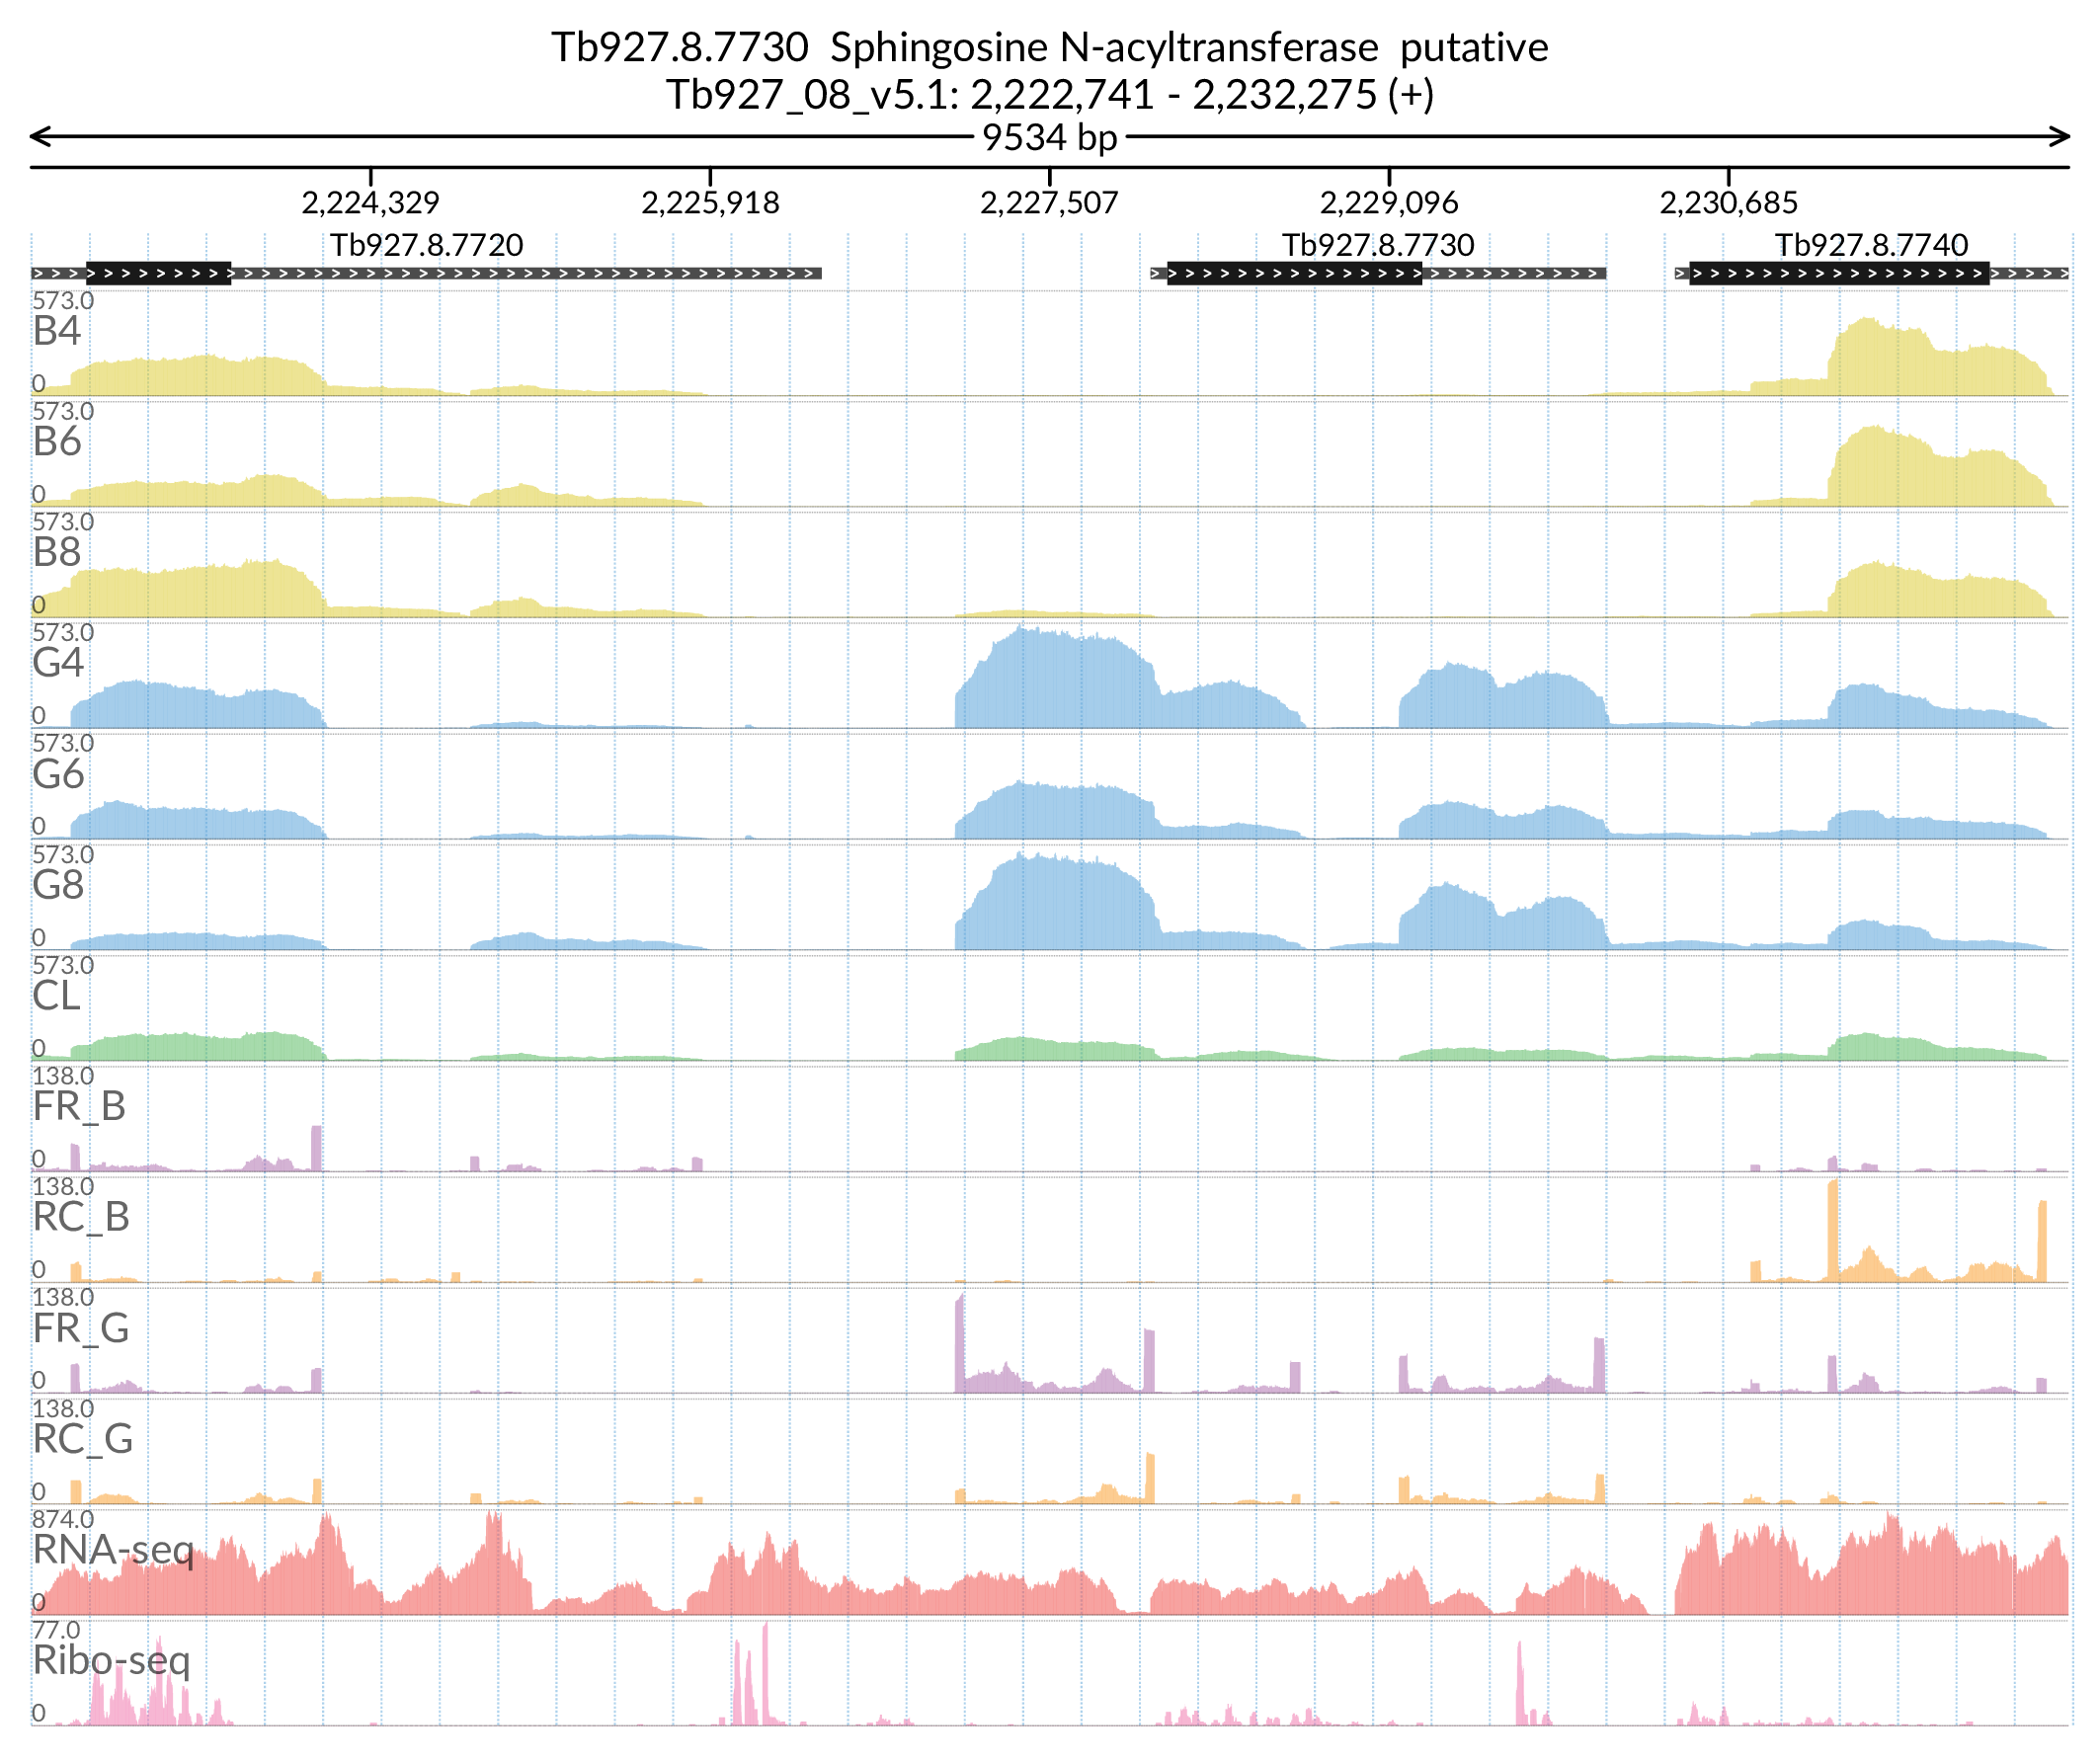 Tb927.8.7730 Sphingosine N-acyltransferase putative
Tb927_08_v5.1: 2,222,741 - 2,232,275 (+)
9534 bp
2,224,329 2,225,918 2,227,507 2,229,096 2,230,685
Tb927.8.7720 Tb927.8.7730 Tb927.8.7740
573.0
B4
0
573.0
B6
0
573.0
B8
0
573.0
G4
0
573.0
G6
0
573.0
G8
0
573.0
CL
0
138.0
FR_B
0
138.0
RC_B
0
138.0
FR_G
0
138.0
RC_G
0
874.0
RNA-seq
0
77.0
Ribo-seq
0